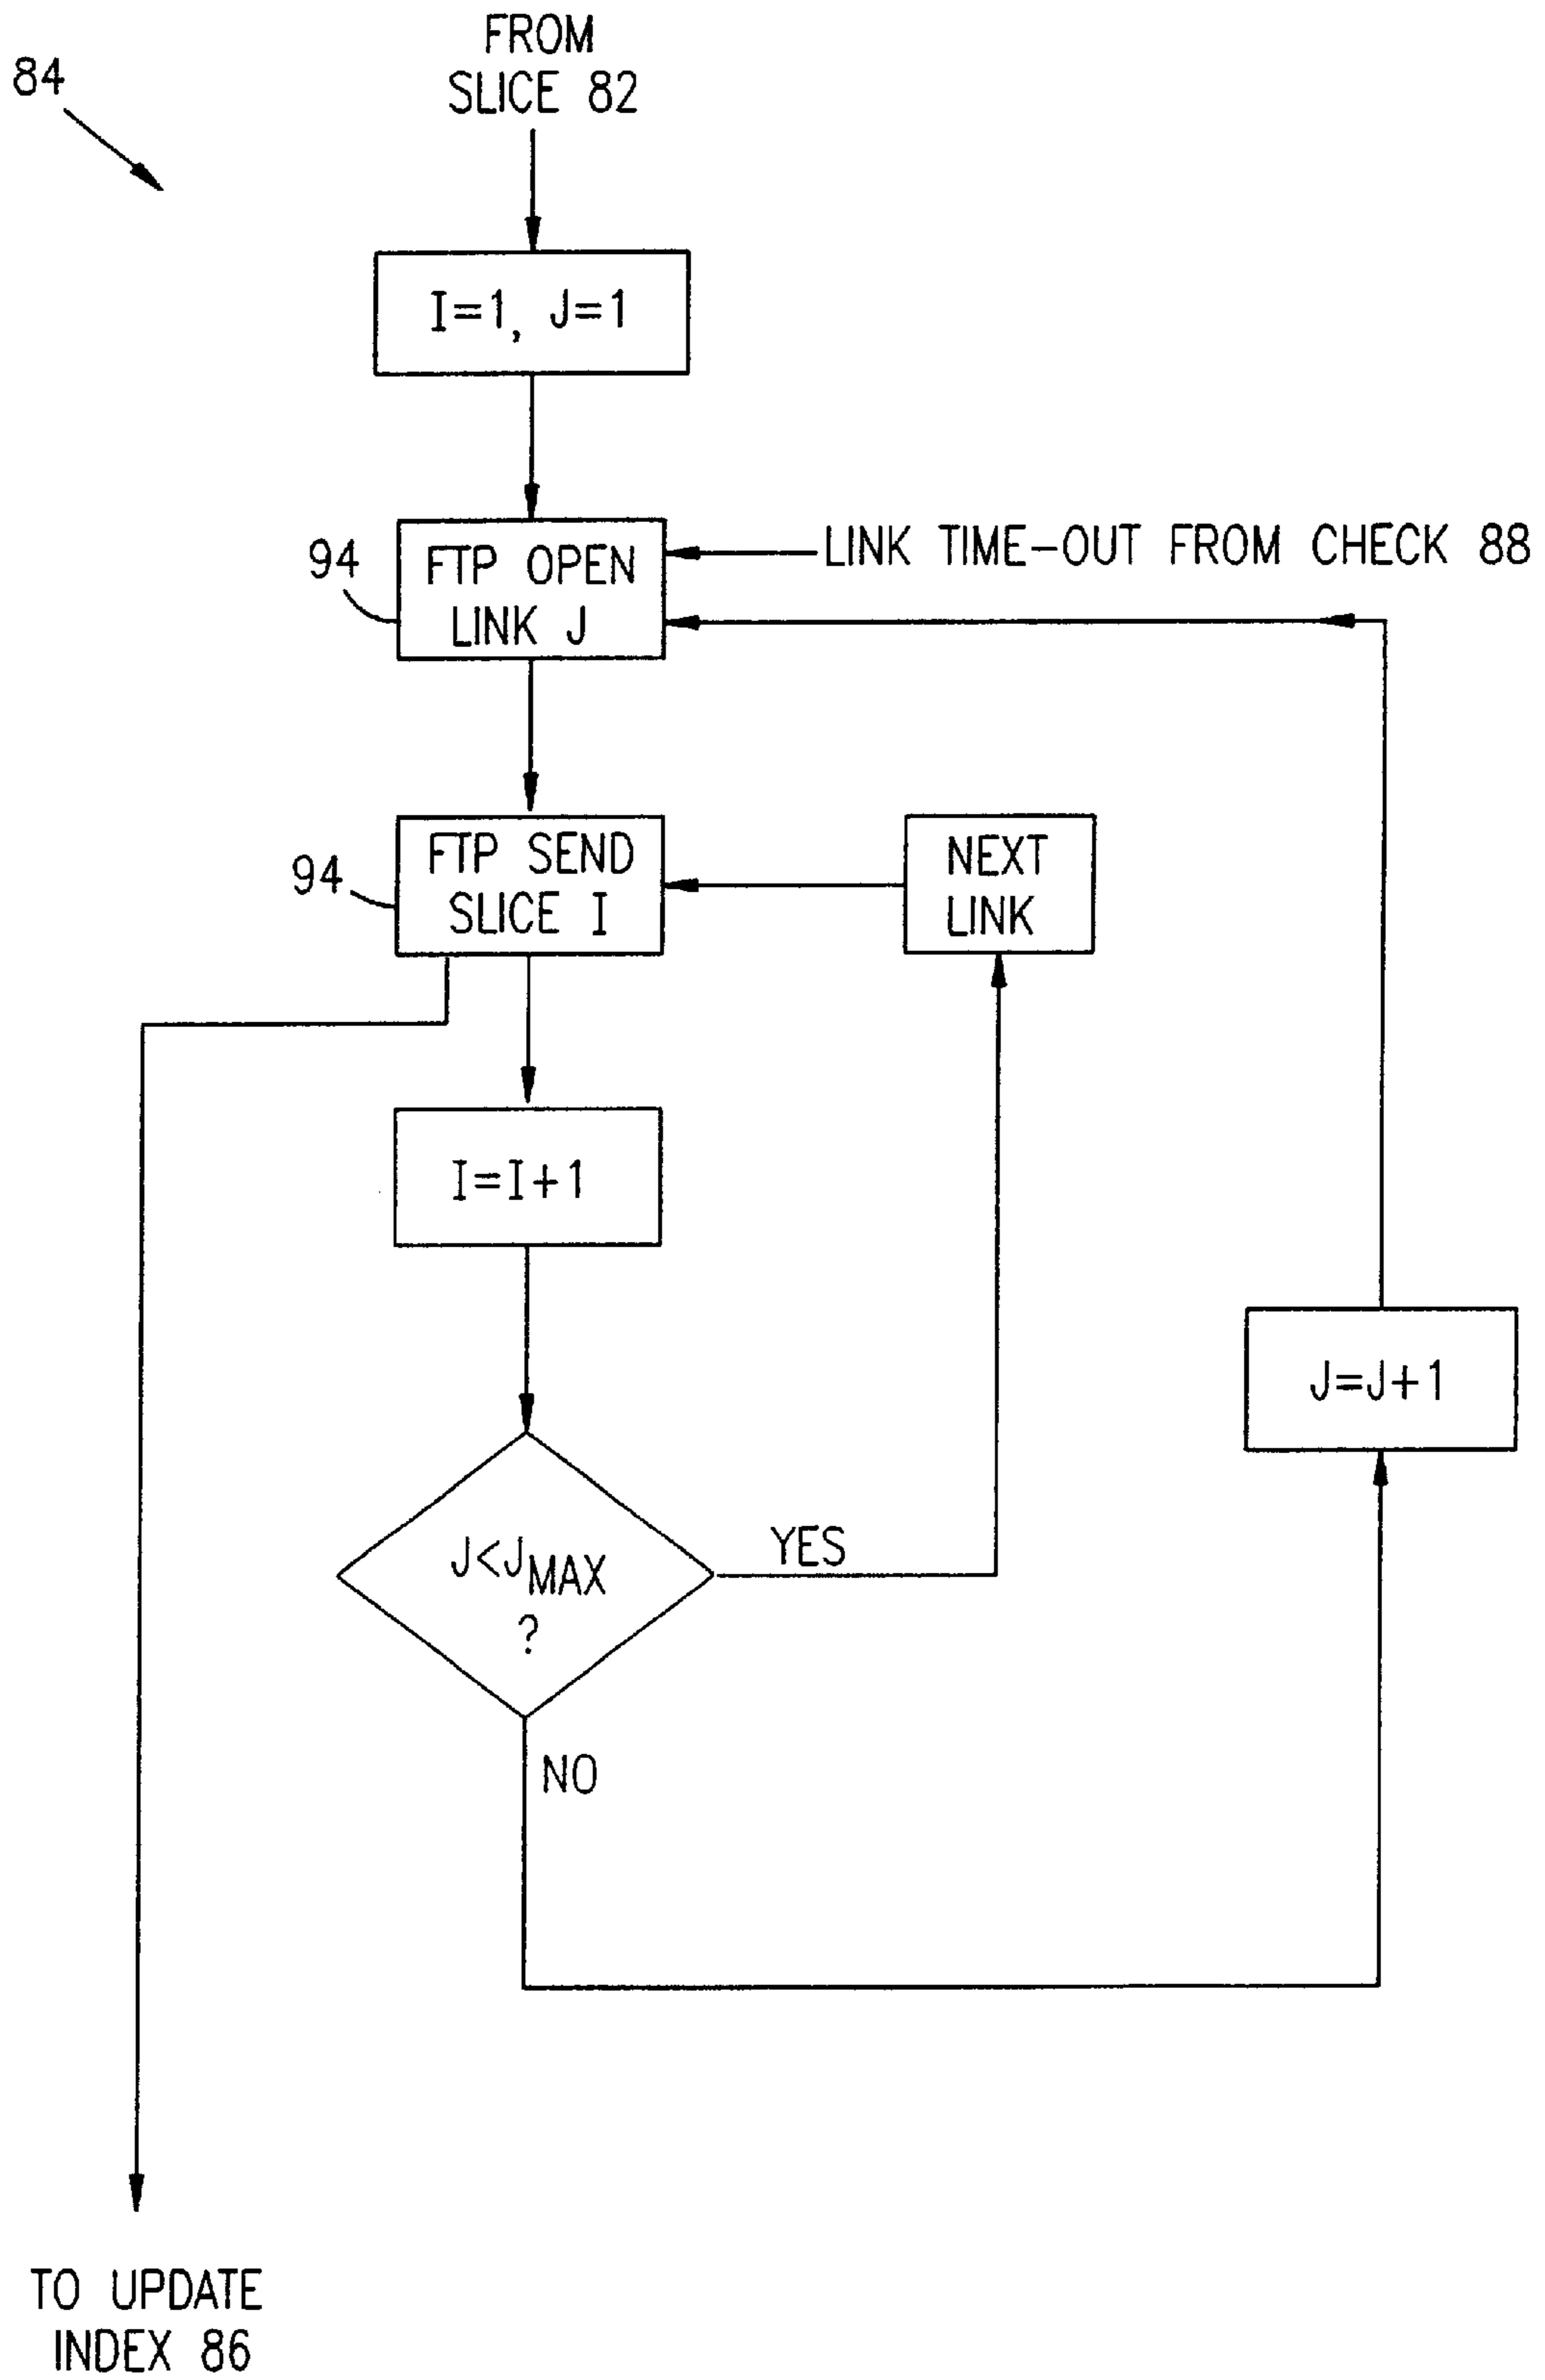 FROM
SLICE 82
84
I=1, J=1
94
FTP OPEN
LINK J
LINK TIME-OUT FROM CHECK 88
94
FTP SEND
SLICE I
NEXT
LINK
I=I+1
J=J+1
J<JMAX
?
YES
NO
TO UPDATE
INDEX 86